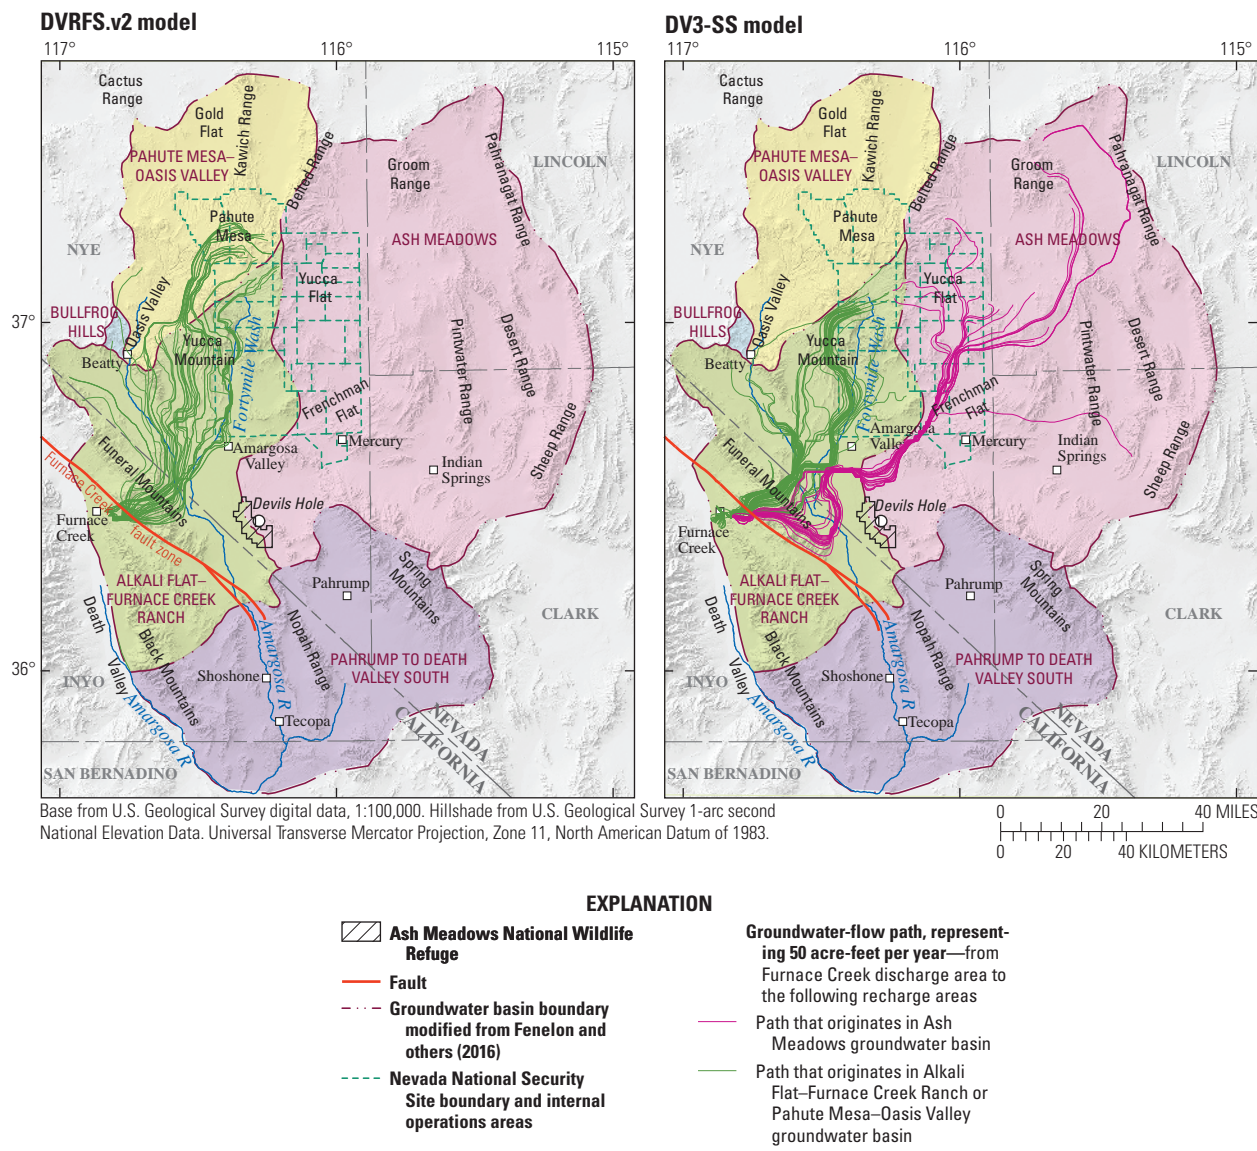 DVRFS.v2 model
117°
116°
115°
Cactus
Range
Gold
Flat
Kawich Range
Belted Range
PAHUTE MESA–
OASIS VALLEY
Groom
Range
Pahranagat Range
LINCOLN
Pahute
Mesa
NYE
ASH MEADOWS
Yucca
Flat
Oasis Valley
BULLFROG
HILLS
37°
Beatty
Yucca
Mountain
Fortymile Wash
Pintwater Range
Desert Range
Frenchman
Flat
Sheep Range
Mercury
Amargosa
Valley
Indian
Springs
Funeral Mountains
Furnace Creek
fault zone
Devils Hole
Furnace
Creek
Spring
Mountains
ALKALI FLAT–
FURNACE CREEK
RANCH
Pahrump
Death
Valley
CLARK
Black Mountains
Amargosa R
Nopah Range
36°
INYO
Shoshone
PAHRUMP TO DEATH
VALLEY SOUTH
Amargosa R
Tecopa
NEVADA
CALIFORNIA
SAN BERNADINO
DV3-SS model
117°
116°
115°
Cactus
Range
Gold
Flat
Kawich Range
Belted Range
PAHUTE MESA–
OASIS VALLEY
Groom
Range
Pahranagat Range
LINCOLN
Pahute
Mesa
NYE
ASH MEADOWS
Yucca
Flat
Oasis Valley
BULLFROG
HILLS
Beatty
Yucca
Mountain
Fortymile Wash
Pintwater Range
Desert Range
Frenchman
Flat
Sheep Range
Amargosa
Valley
Mercury
Indian
Springs
Funeral Mountains
Devils Hole
Furnace
Creek
Spring
Mountains
ALKALI FLAT–
FURNACE CREEK
RANCH
Pahrump
Death
Valley
CLARK
Black Mountains
Amargosa R
Nopah Range
INYO
Shoshone
PAHRUMP TO DEATH
VALLEY SOUTH
Amargosa R
Tecopa
NEVADA
CALIFORNIA
SAN BERNADINO
Base from U.S. Geological Survey digital data, 1:100,000. Hillshade from U.S. Geological Survey 1-arc second
National Elevation Data. Universal Transverse Mercator Projection, Zone 11, North American Datum of 1983.
0 20 40 MILES
0 20 40 KILOMETERS
EXPLANATION
Ash Meadows National Wildlife
Refuge
Fault
Groundwater basin boundary
modified from Fenelon and
others (2016)
Nevada National Security
Site boundary and internal
operations areas
Groundwater-flow path, represent-
ing 50 acre-feet per year—from
Furnace Creek discharge area to
the following recharge areas
Path that originates in Ash
Meadows groundwater basin
Path that originates in Alkali
Flat–Furnace Creek Ranch or
Pahute Mesa–Oasis Valley
groundwater basin